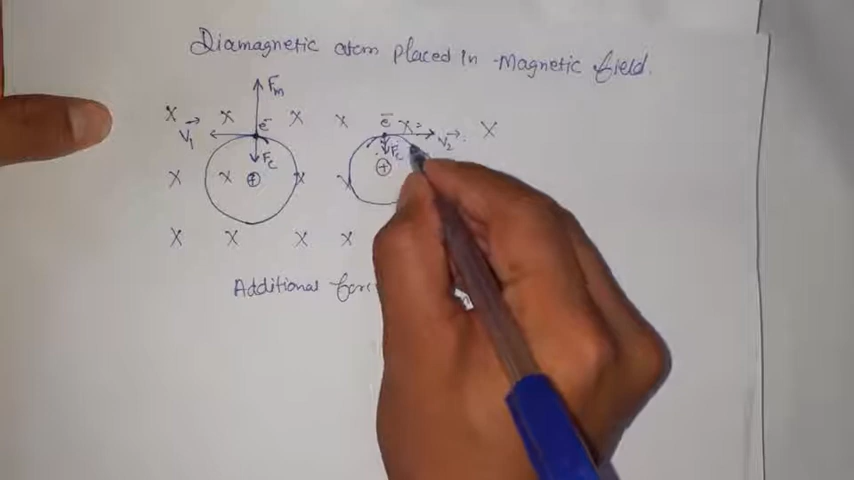 Diamagnetic atom placed in Magnetic field.
Fm
X X X X X X
V1 e e V2
Fc Fc
X X + X X +
X X X X
Additional